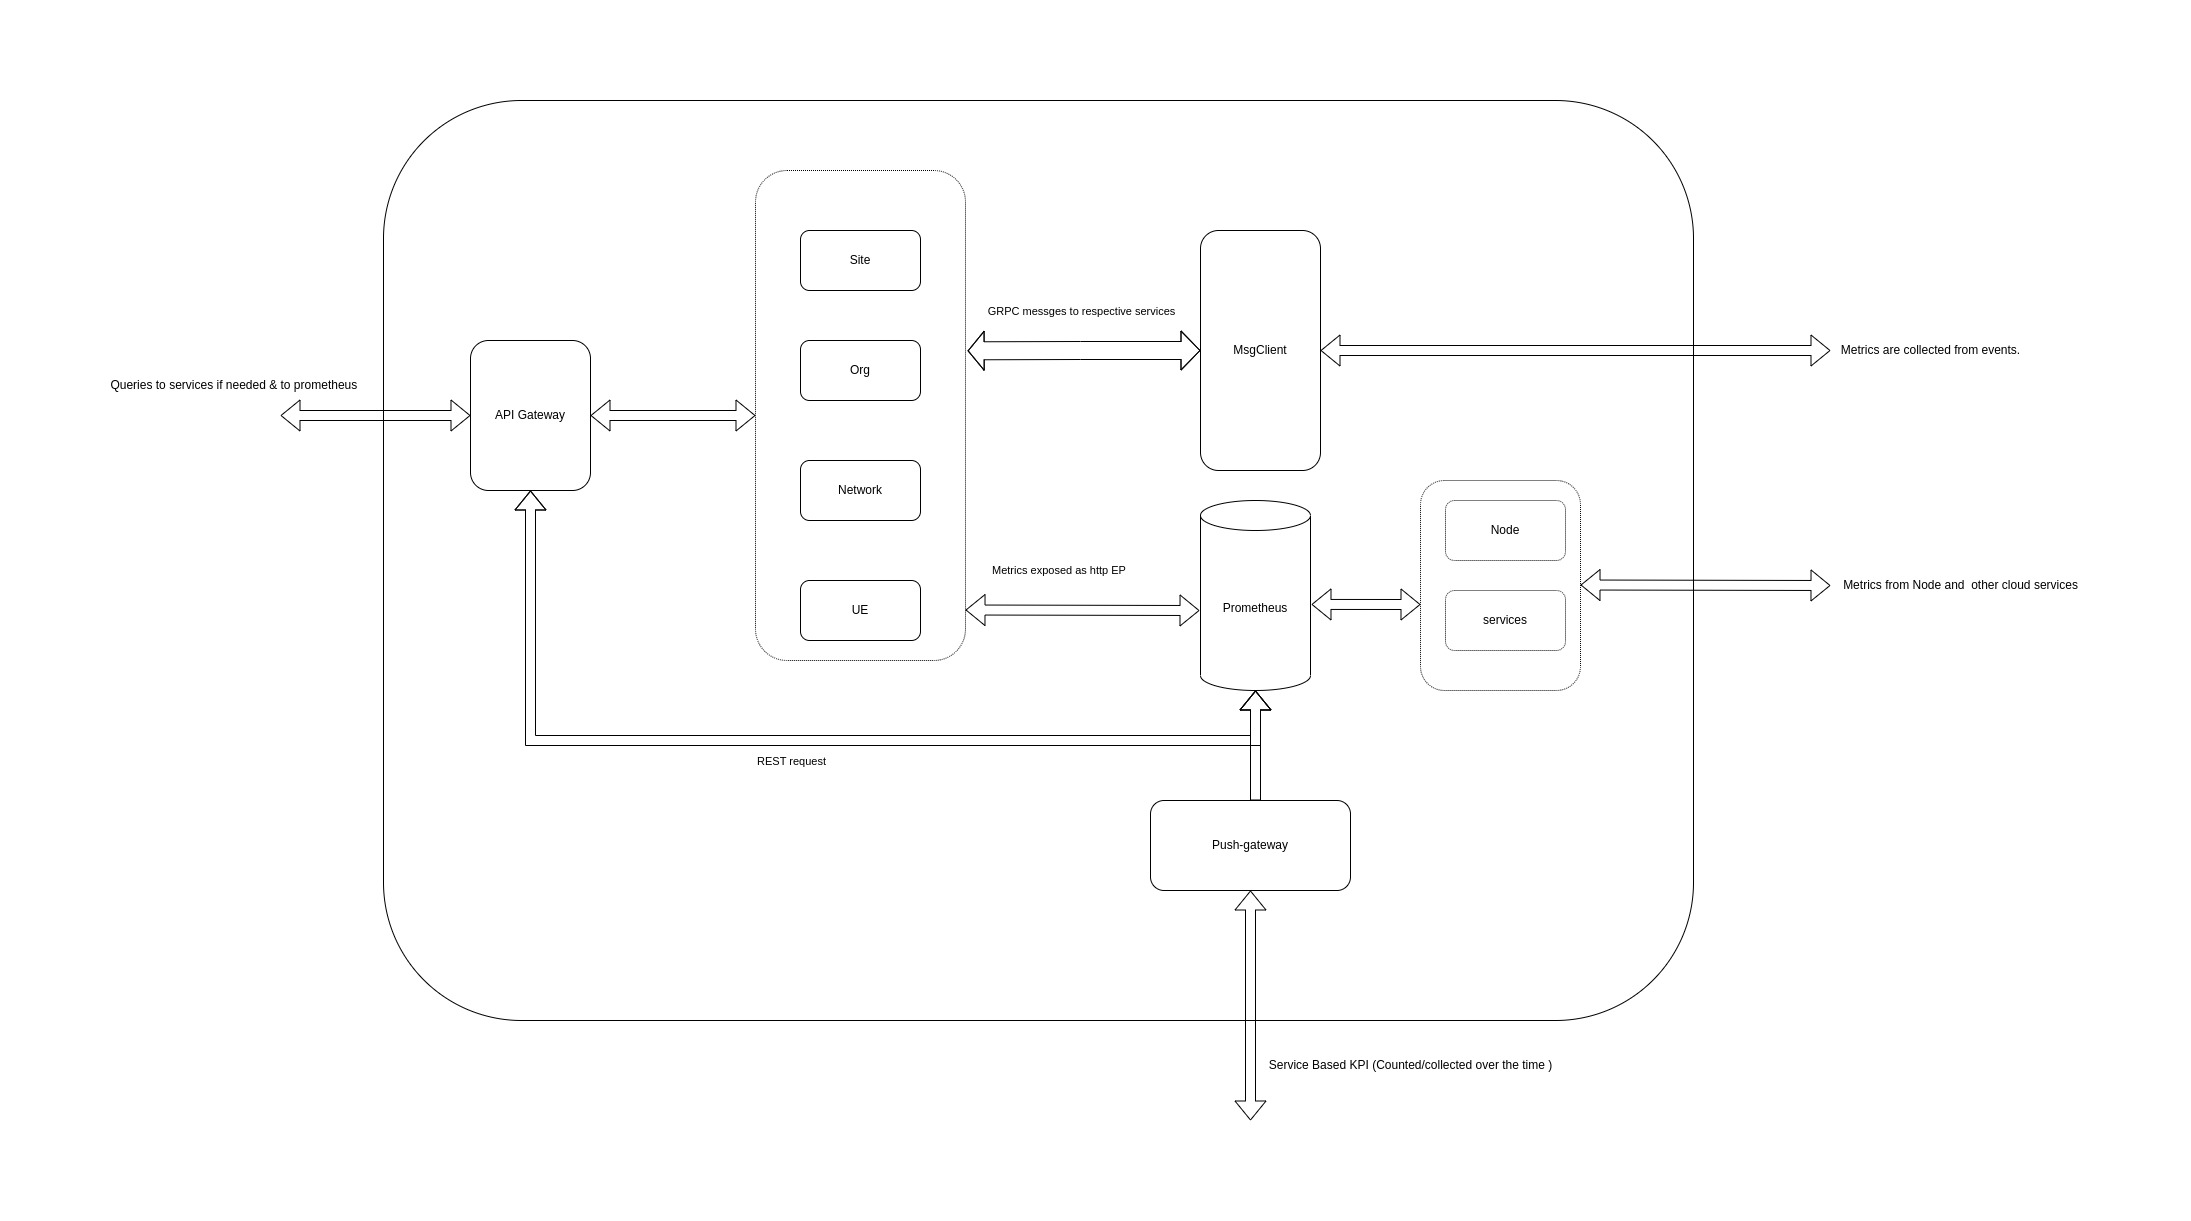 Site
GRPC messges to respective services
Org
MsgClient
Metrics are collected from events.
Queries to services if needed & to prometheus
API Gateway
Network
Node
Metrics exposed as http EP
Metrics from Node and  other cloud services
UE
Prometheus
services
REST request
Push-gateway
Service Based KPI (Counted/collected over the time )